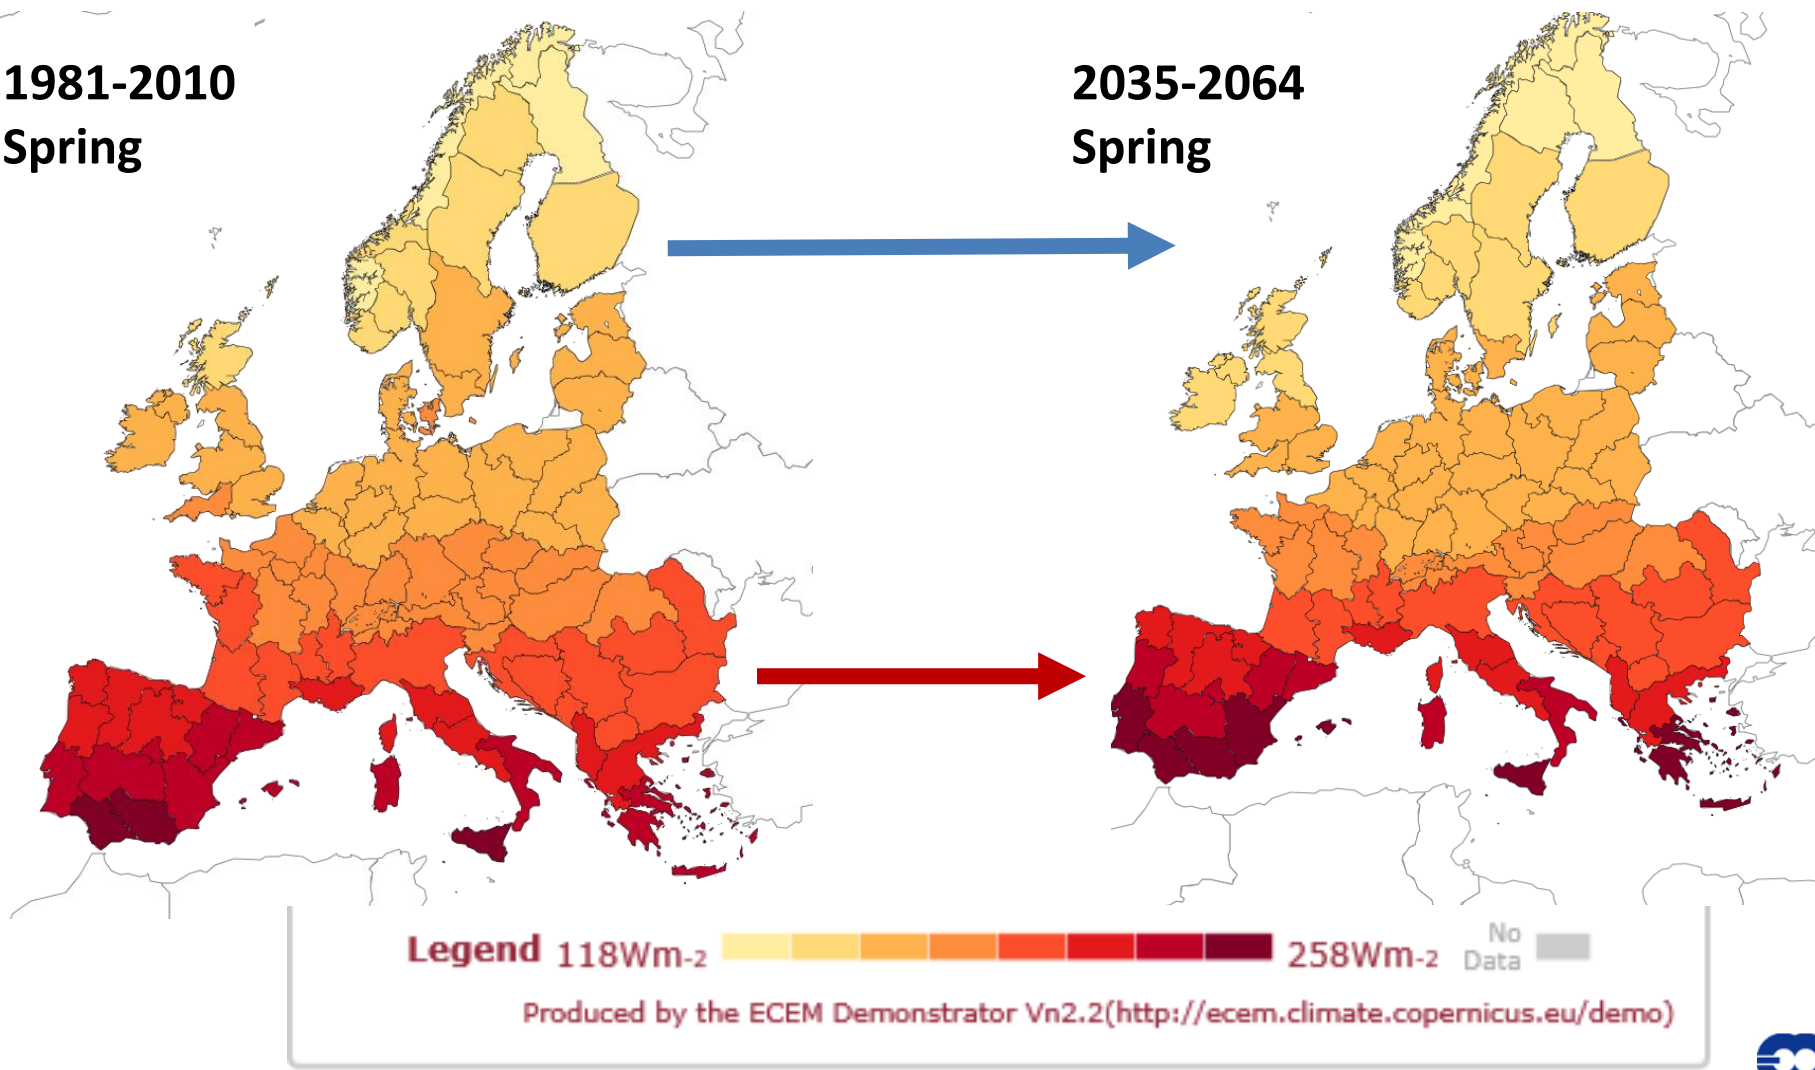 1981-2010
Spring
2035-2064
Spring
Legend 118Wm-2 258Wm-2 No Data
Produced by the ECEM Demonstrator Vn2.2(http://ecem.climate.copernicus.eu/demo)